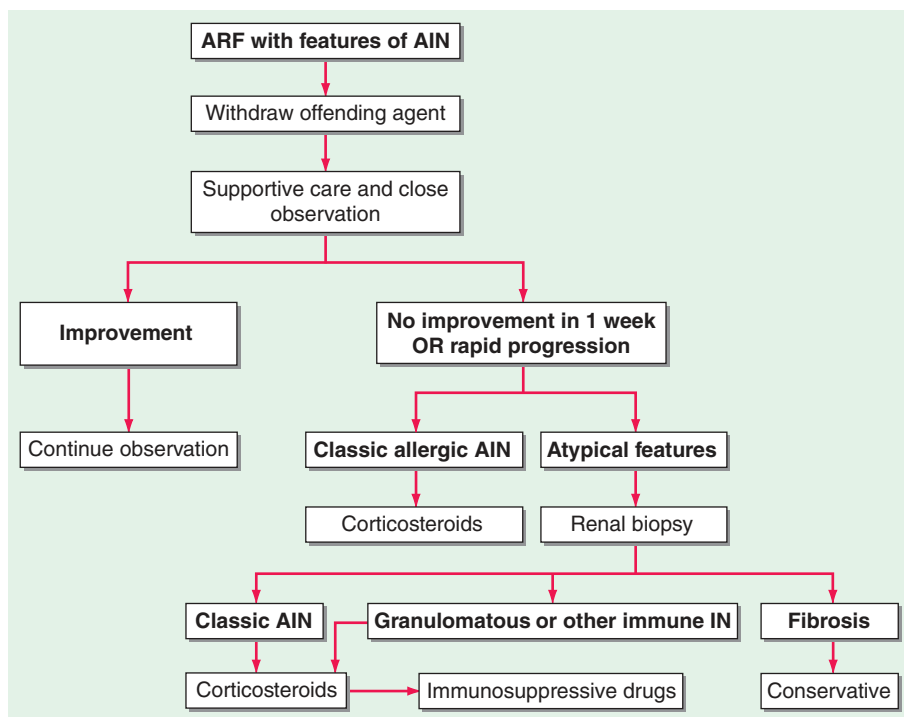 ARF with features of AIN
Withdraw offending agent
Supportive care and close
observation
Improvement
No improvement in 1 week
OR rapid progression
Continue observation
Classic allergic AIN
Atypical features
Corticosteroids
Renal biopsy
Classic AIN
Granulomatous or other immune IN
Fibrosis
Corticosteroids
Immunosuppressive drugs
Conservative